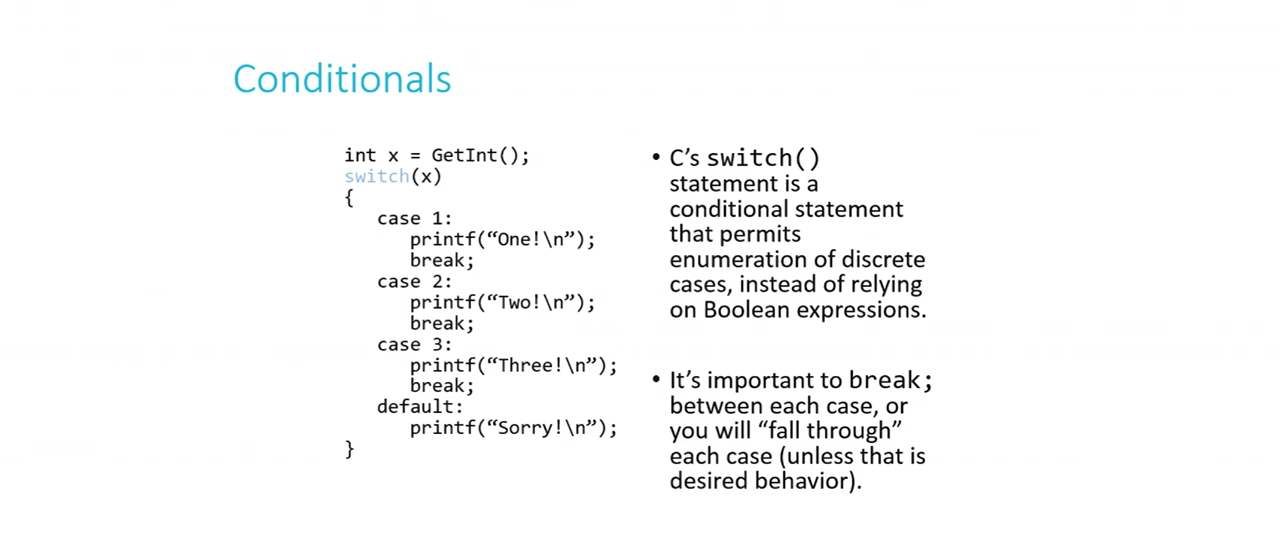 Conditionals
int x = GetInt();
switch(x)
{
case 1:
printf(“One!\n”);
break;
case 2:
printf(“Two!\n”);
break;
case 3:
printf(“Three!\n”);
break;
default:
printf(“Sorry!\n”);
}
• C’s switch()
statement is a
conditional statement
that permits
enumeration of discrete
cases, instead of relying
on Boolean expressions.
• It’s important to break;
between each case, or
you will “fall through”
each case (unless that is
desired behavior).